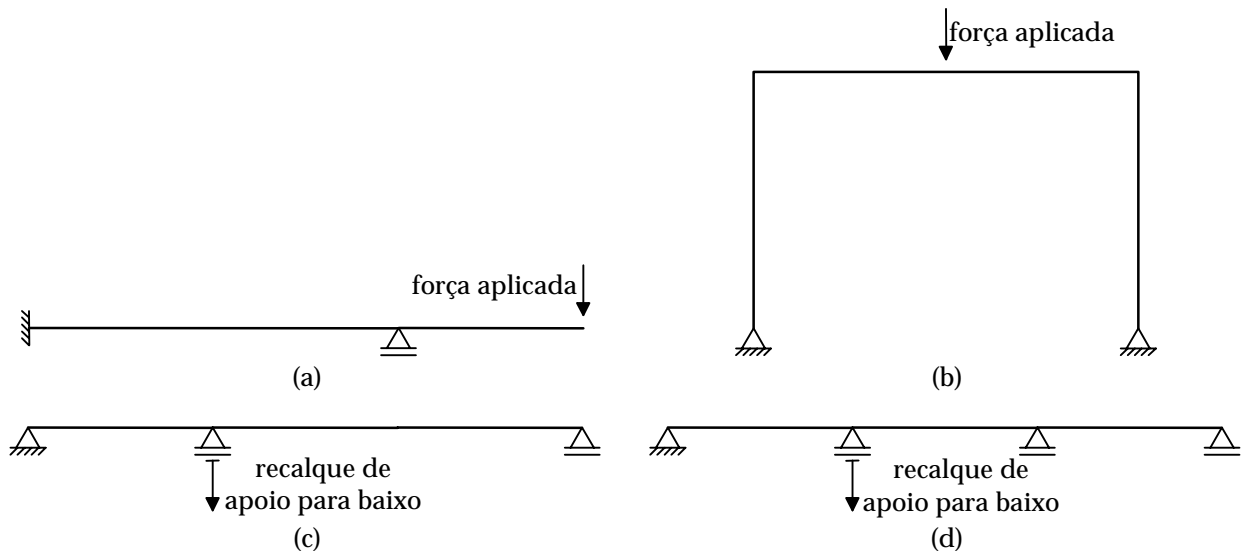 força aplicada
força aplicada
(a)
(b)
recalque de
apoio para baixo
(c)
recalque de
apoio para baixo
(d)